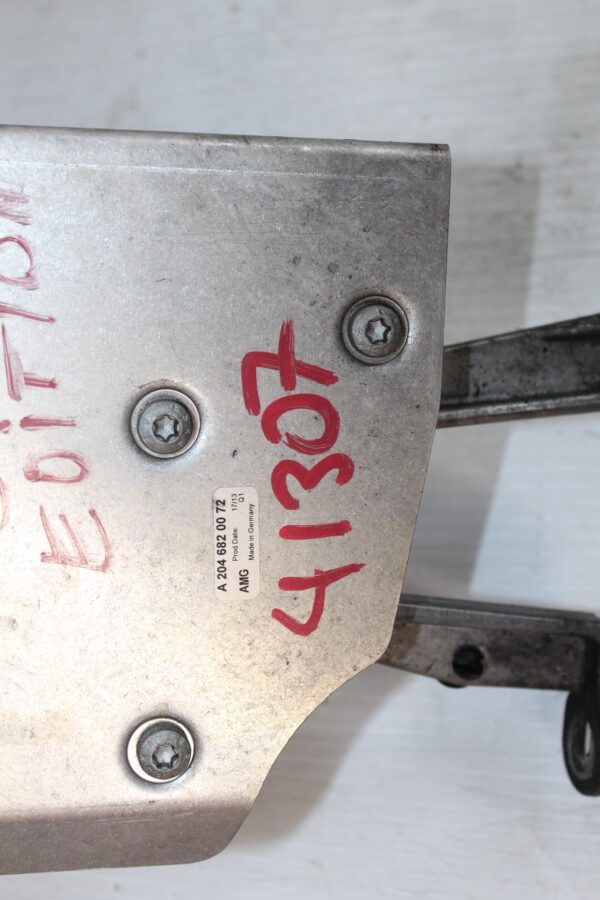 EDiTION
A 204 682 00 72
Prod.Date: 17/13
AMG Made in Germany Q1
41307